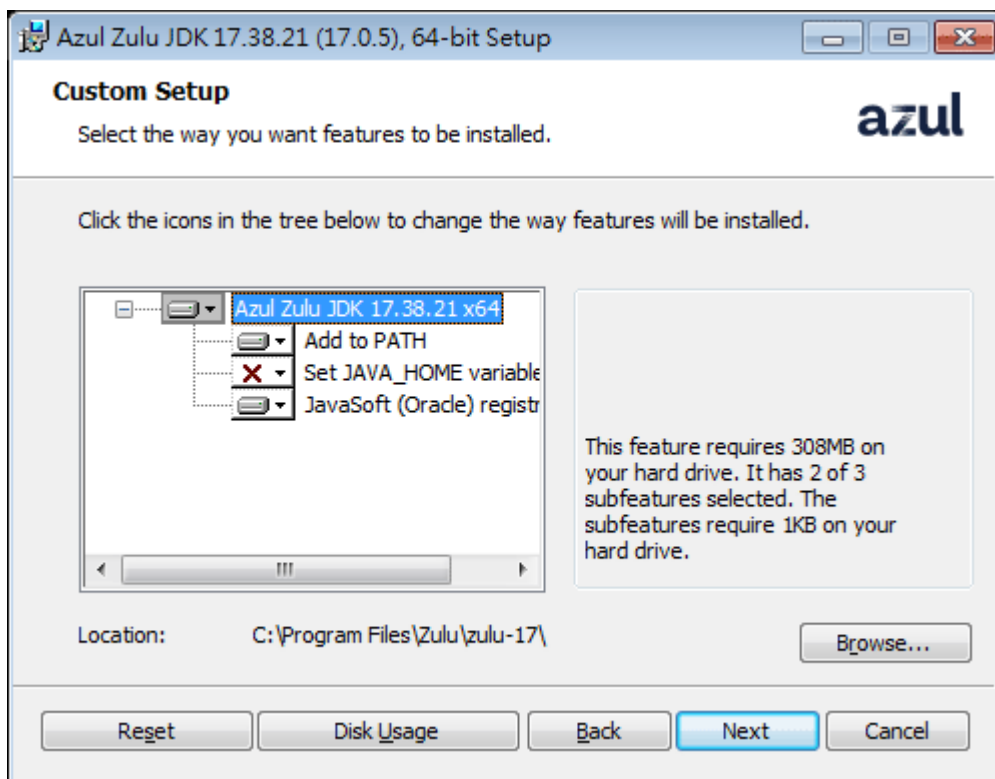 Azul Zulu JDK 17.38.21 (17.0.5), 64-bit Setup
Custom Setup
Select the way you want features to be installed.
azul
Click the icons in the tree below to change the way features will be installed.
Azul Zulu JDK 17.38.21 x64
Add to PATH
Set JAVA_HOME variable
JavaSoft (Oracle) registr
This feature requires 308MB on
your hard drive. It has 2 of 3
subfeatures selected. The
subfeatures require 1KB on your
hard drive.
Location: C:\Program Files\Zulu\zulu-17\
Browse...
Reset Disk Usage Back Next Cancel